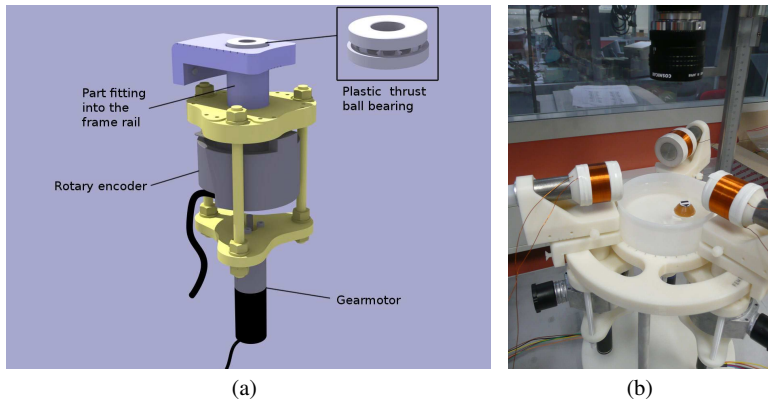 Part fitting
into the
frame rail
Plastic thrust
ball bearing
Rotary encoder
Gearmotor
(a)
(b)